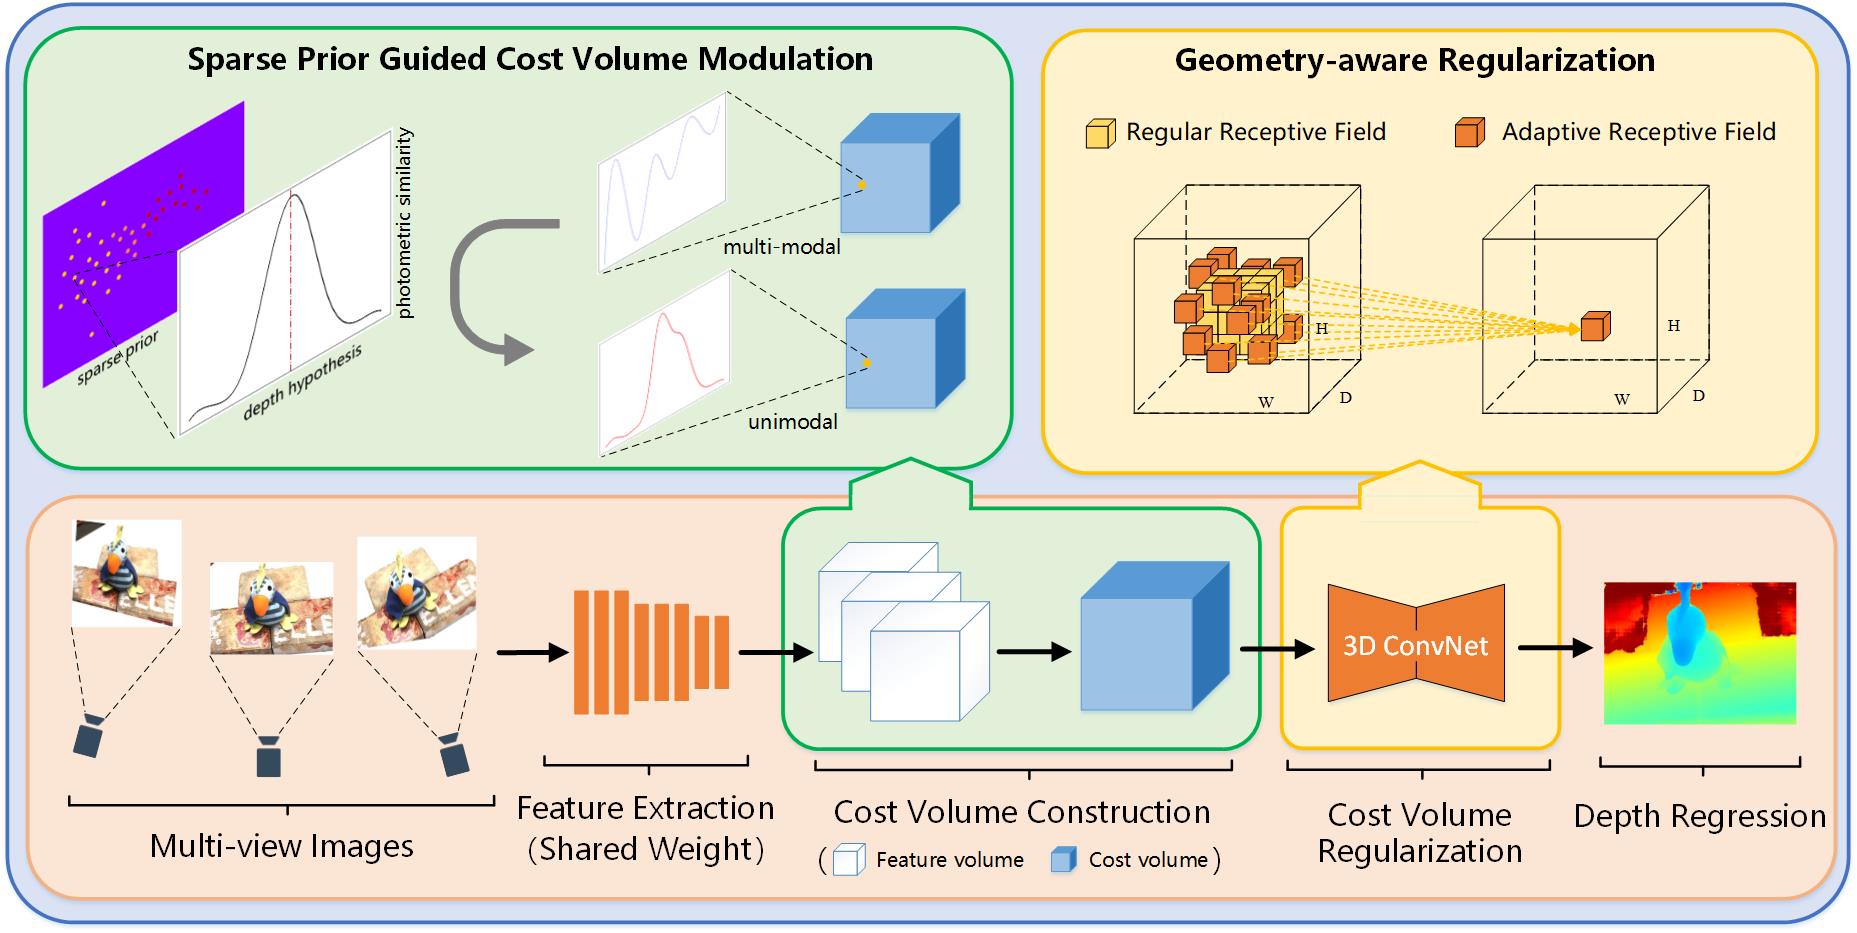 Sparse Prior Guided Cost Volume Modulation
sparse prior
depth hypothesis
photometric similarity
multi-modal
unimodal
Geometry-aware Regularization
Regular Receptive Field
Adaptive Receptive Field
H
W
D
H
W
D
3D ConvNet
Multi-view Images
Feature Extraction
(Shared Weight)
Cost Volume Construction
( Feature volume Cost volume )
Cost Volume
Regularization
Depth Regression